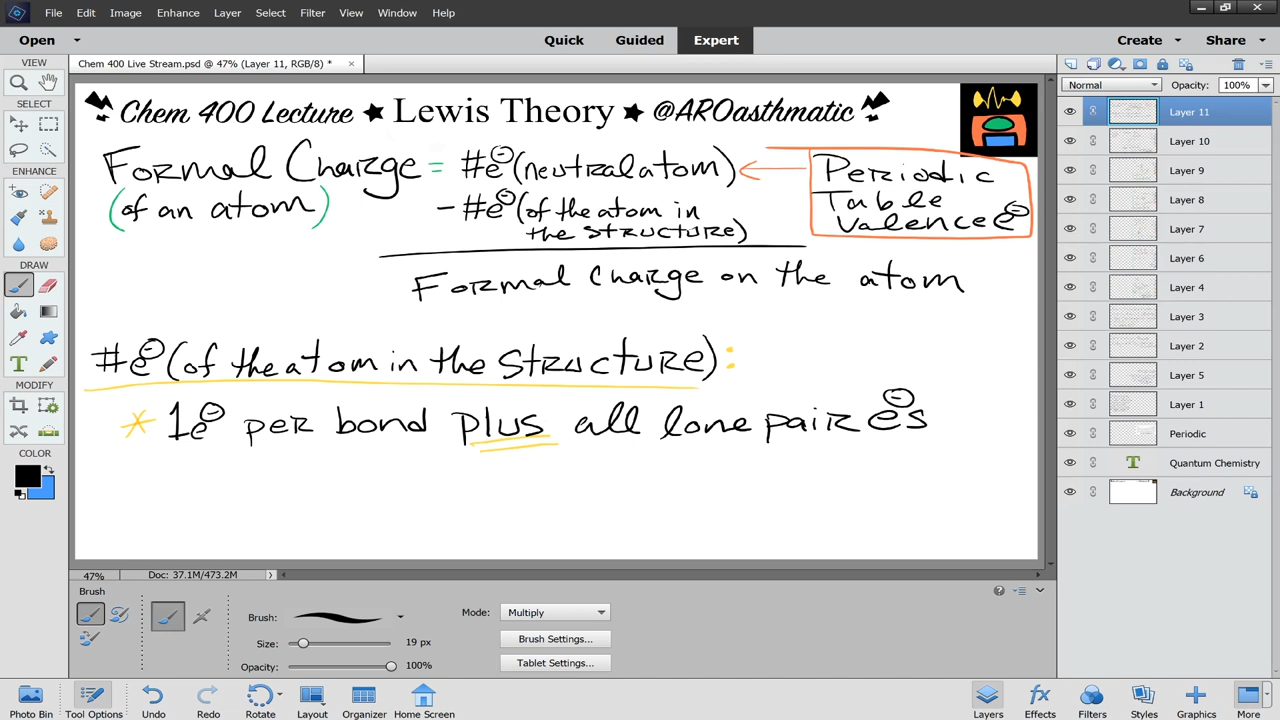 File Edit Image Enhance Layer Select Filter View Window Help
Open Quick Guided Expert Create Share
Chem 400 Live Stream.psd @ 47% (Layer 11, RGB/8) *
VIEW
SELECT
ENHANCE
DRAW
MODIFY
COLOR
Chem 400 Lecture ★ Lewis Theory ★ @AROasthmatic
Formal Charge = #e⊖(neutral atom)
(of an atom)
- #e⊖(of the atom in
the structure)
Periodic
Table
Valence e⊖
Formal Charge on the atom
#e⊖(of the atom in the structure):
* 1e⊖ per bond plus all lone pair e⊖s
47% Doc: 37.1M/473.2M
Brush
Brush:
Size: 19 px
Opacity: 100%
Mode: Multiply
Brush Settings...
Tablet Settings...
Normal Opacity: 100%
Layer 11
Layer 10
Layer 9
Layer 8
Layer 7
Layer 6
Layer 4
Layer 3
Layer 2
Layer 5
Layer 1
Periodic
T Quantum Chemistry
Background
Photo Bin Tool Options Undo Redo Rotate Layout Organizer Home Screen Layers Effects Filters Styles Graphics More